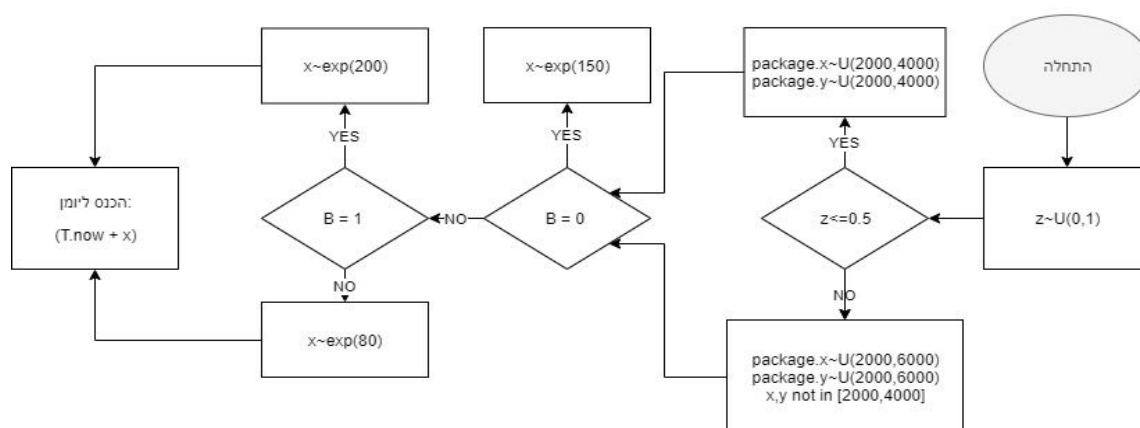 התחלה
z~U(0,1)
z<=0.5
YES
package.x~U(2000,4000)
package.y~U(2000,4000)
NO
package.x~U(2000,6000)
package.y~U(2000,6000)
x,y not in [2000,4000]
B = 0
YES
x~exp(150)
NO
B = 1
YES
x~exp(200)
NO
x~exp(80)
הכנס ליומן:
(T.now + x)